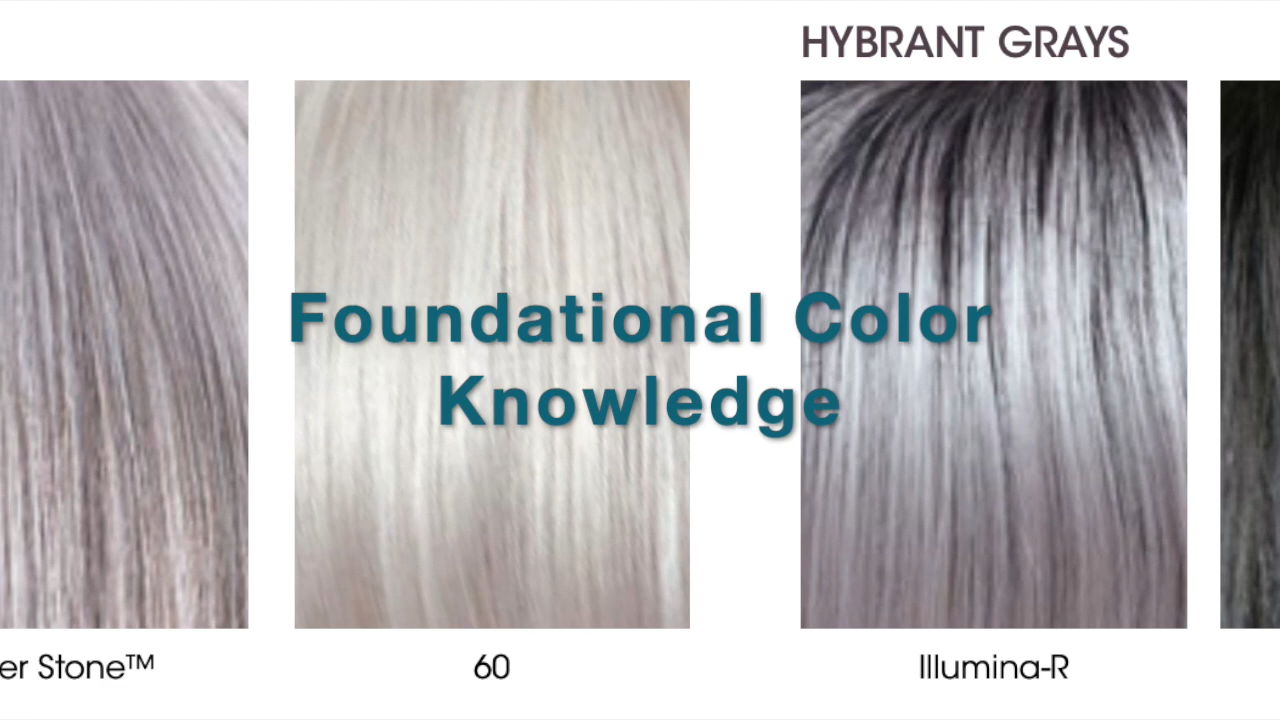 HYBRANT GRAYS
Foundational Color
Knowledge
er Stone™
60
Illumina-R